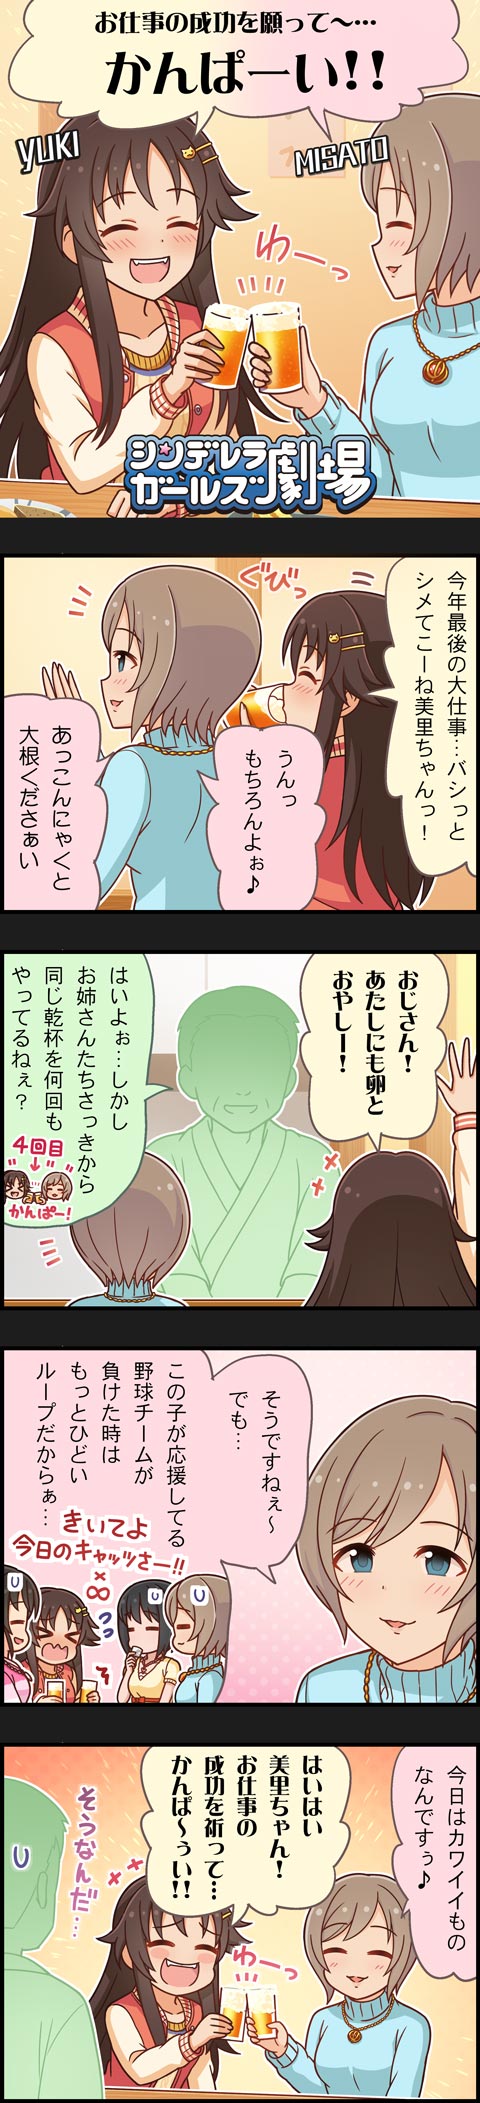 お仕事の成功を願って〜…
かんぱーい!!
YUKI
MISATO
わーっ
シンデレラ
ガールズ劇場
今年最後の大仕事…バシっと
シメてこーね美里ちゃんっ!
ぐびっ
うんっ
もちろんよぉ♪
あっこんにゃくと
大根くださぁい
おじさん!
あたしにも卵と
おやしー!
はいよぉ…しかし
お姉さんたちさっきから
同じ乾杯を何回も
やってるねぇ?
4回目
↓
かんぱー!
そうですねぇ〜
でも…
この子が応援してる
野球チームが
負けた時は
もっとひどい
ループだからぁ…
きいてよ
今日のキャッツさー!!
×
∞
今日はカワイイもの
なんですぅ♪
はいはい
美里ちゃん!
お仕事の
成功を祈って…
かんぱ〜ぅい!!
わーっ
そうなんだ…